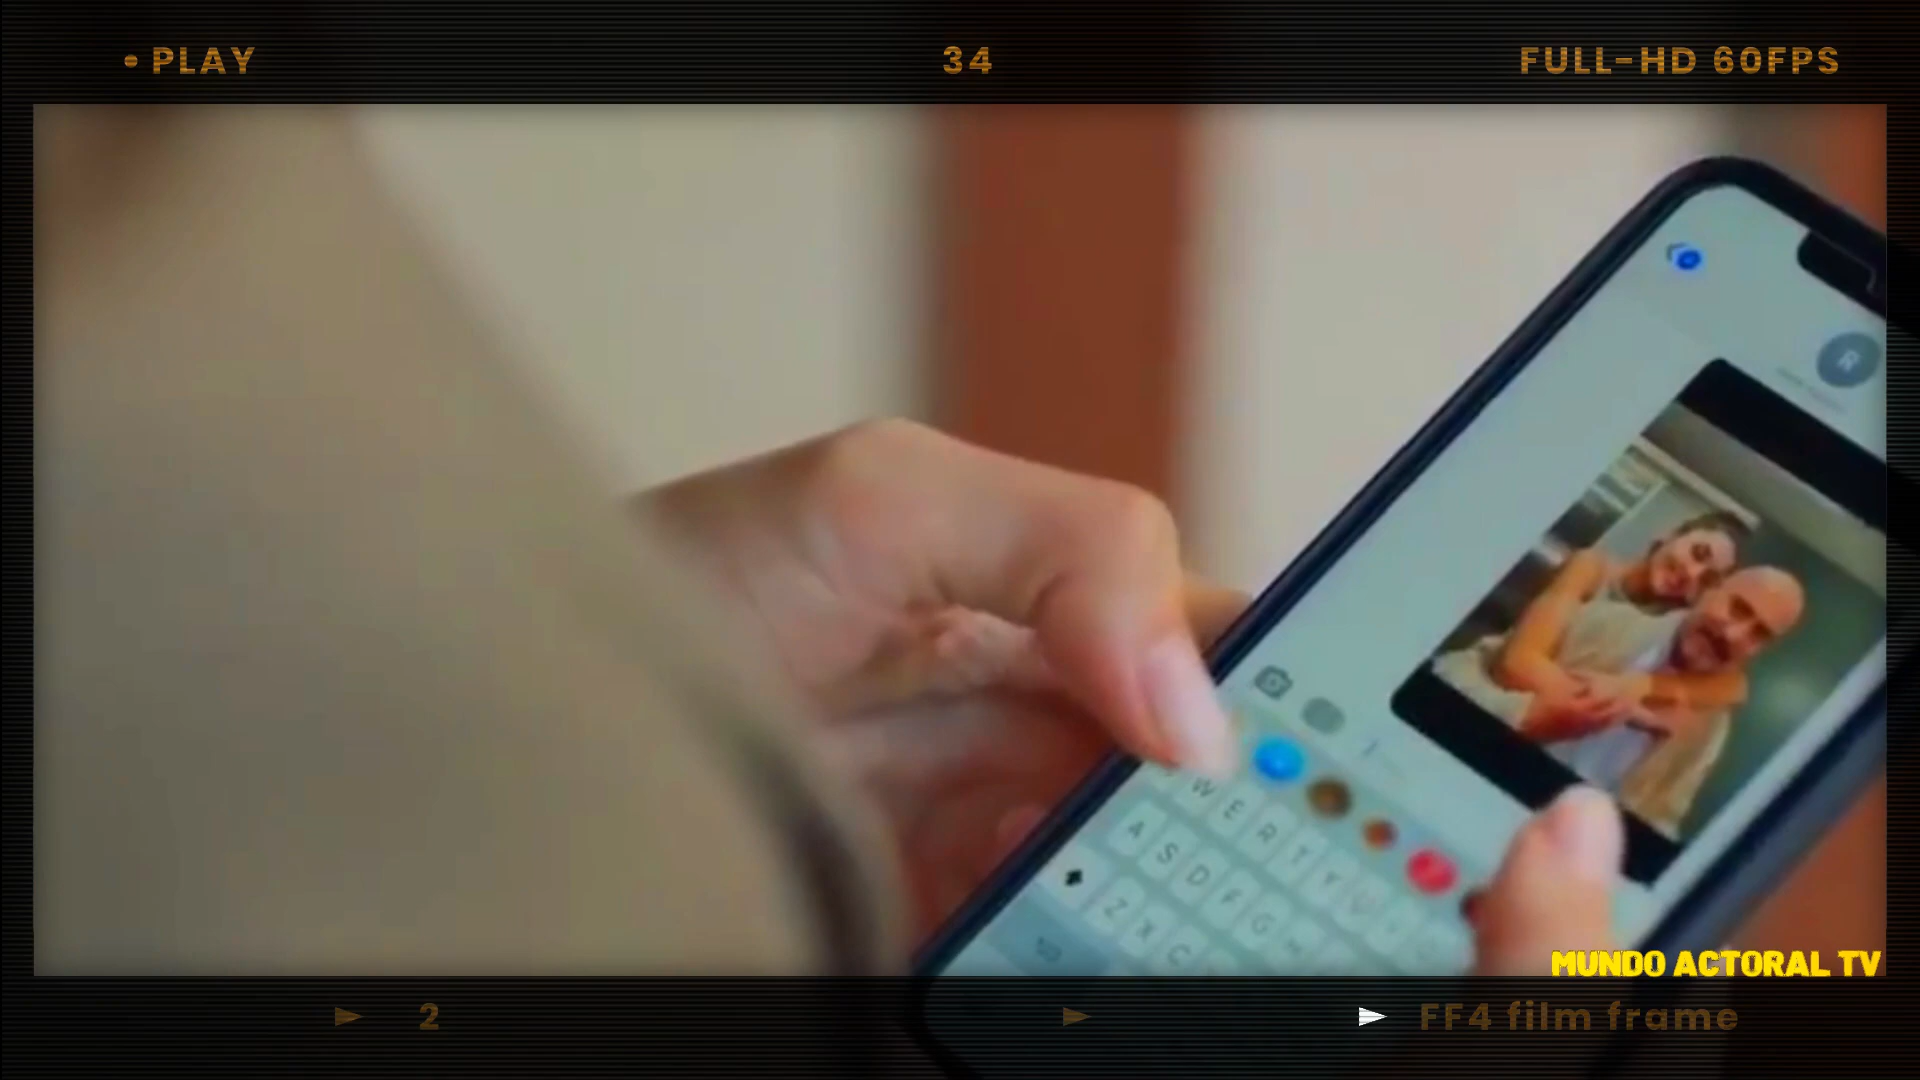 • PLAY
34
FULL-HD 60FPS
R
W E R T Y U
A S D F G H
Z X C
MUNDO ACTORAL TV
2
FF4 film frame